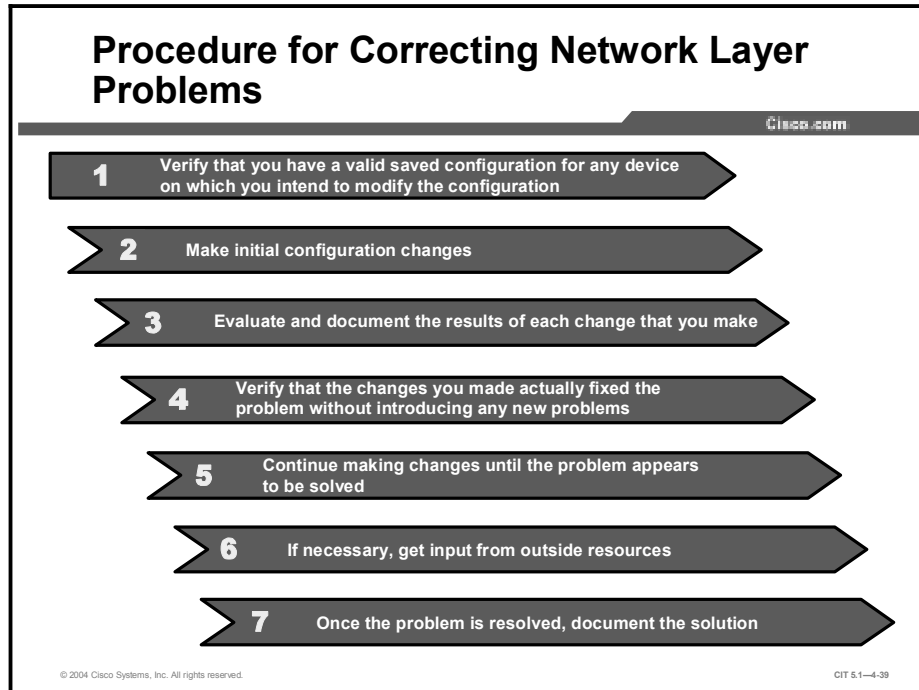 Procedure for Correcting Network Layer
Problems
Cisco.com
1
Verify that you have a valid saved configuration for any device
on which you intend to modify the configuration
2
Make initial configuration changes
3
Evaluate and document the results of each change that you make
4
Verify that the changes you made actually fixed the
problem without introducing any new problems
5
Continue making changes until the problem appears
to be solved
6
If necessary, get input from outside resources
7
Once the problem is resolved, document the solution
© 2004 Cisco Systems, Inc. All rights reserved.
CIT 5.1—4-39